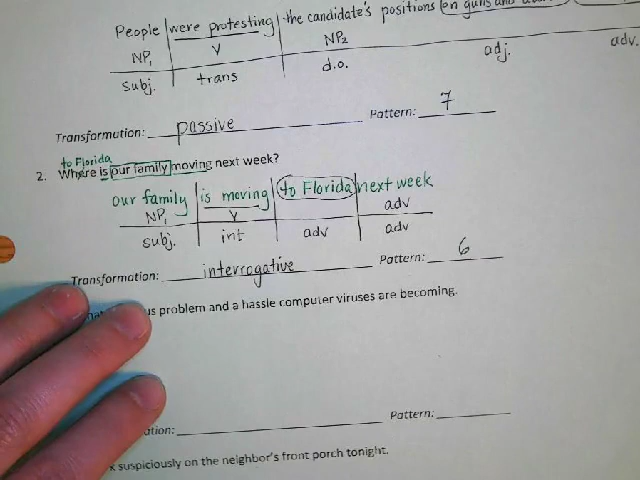 People were protesting the candidate's positions on guns and
NP1 V NP2
subj. trans d.o. adj. adv.
Transformation: passive Pattern: 7
to Florida
2. Where is our family moving next week?
our family is moving to Florida next week
NP1 V adv
subj. int adv adv
Transformation: interrogative Pattern: 6
us problem and a hassle computer viruses are becoming.
ation: Pattern:
suspiciously on the neighbor's front porch tonight.